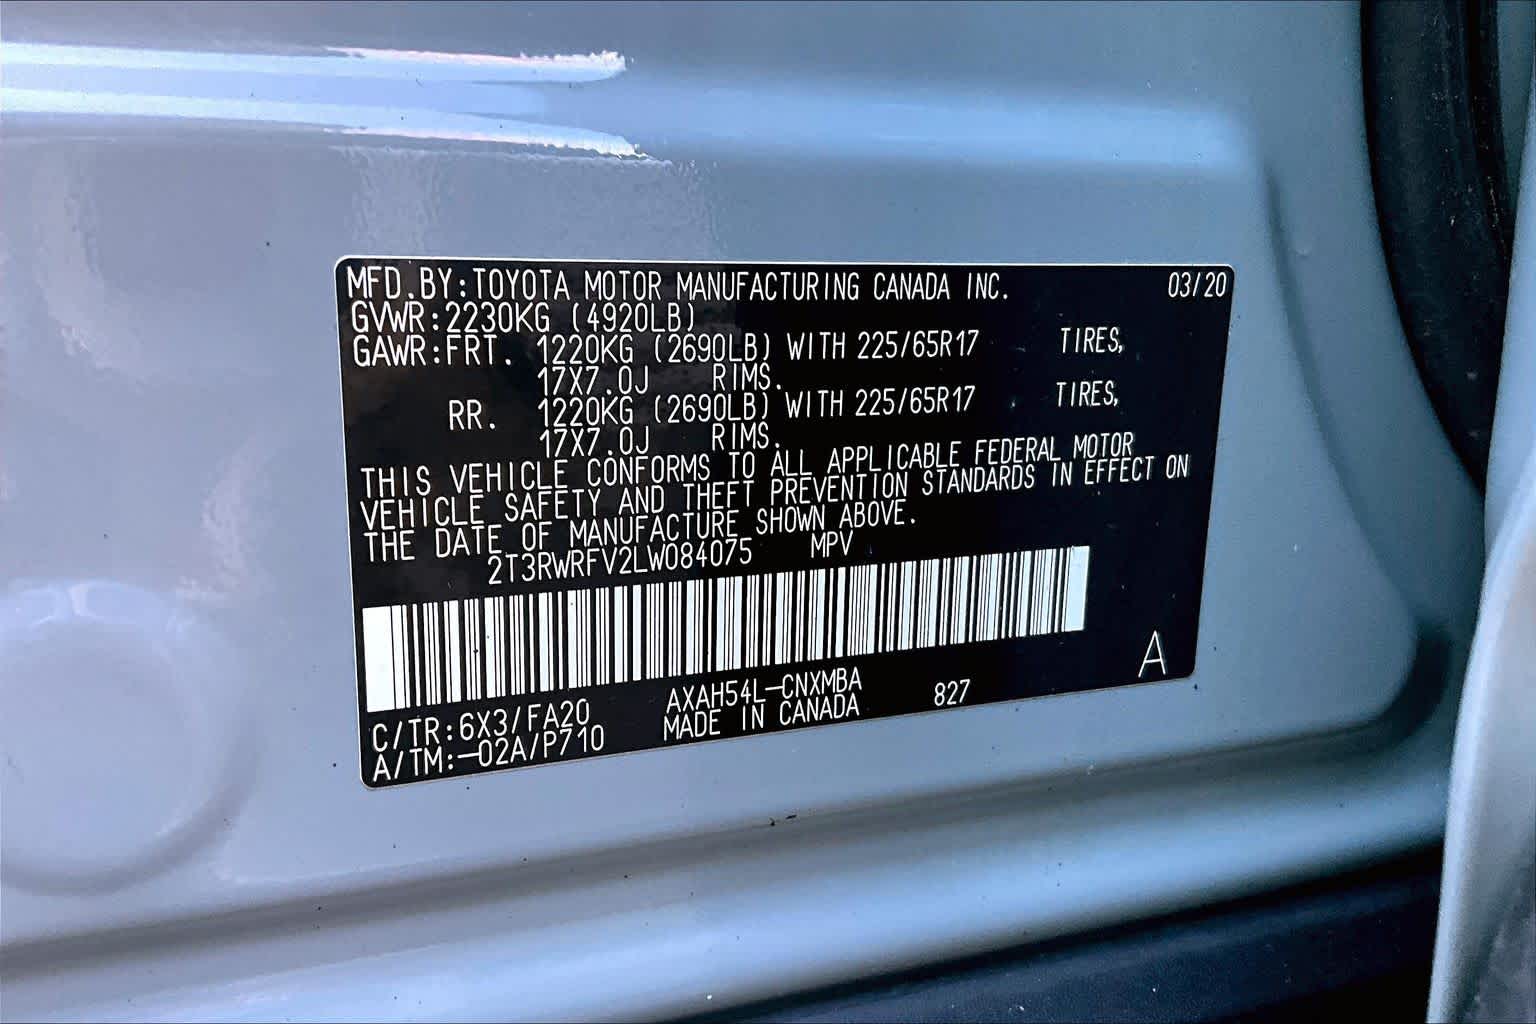 MFD.BY:TOYOTA MOTOR MANUFACTURING CANADA INC. 03/20
GVWR:2230KG (4920LB)
GAWR:FRT. 1220KG (2690LB) WITH 225/65R17 TIRES,
17X7.0J RIMS.
RR. 1220KG (2690LB) WITH 225/65R17 TIRES,
17X7.0J RIMS.
THIS VEHICLE CONFORMS TO ALL APPLICABLE FEDERAL MOTOR
VEHICLE SAFETY AND THEFT PREVENTION STANDARDS IN EFFECT ON
THE DATE OF MANUFACTURE SHOWN ABOVE.
2T3RWRFV2LW084075 MPV
A
C/TR:6X3/FA20 AXAH54L-CNXMBA 827
A/TM:-02A/P710 MADE IN CANADA